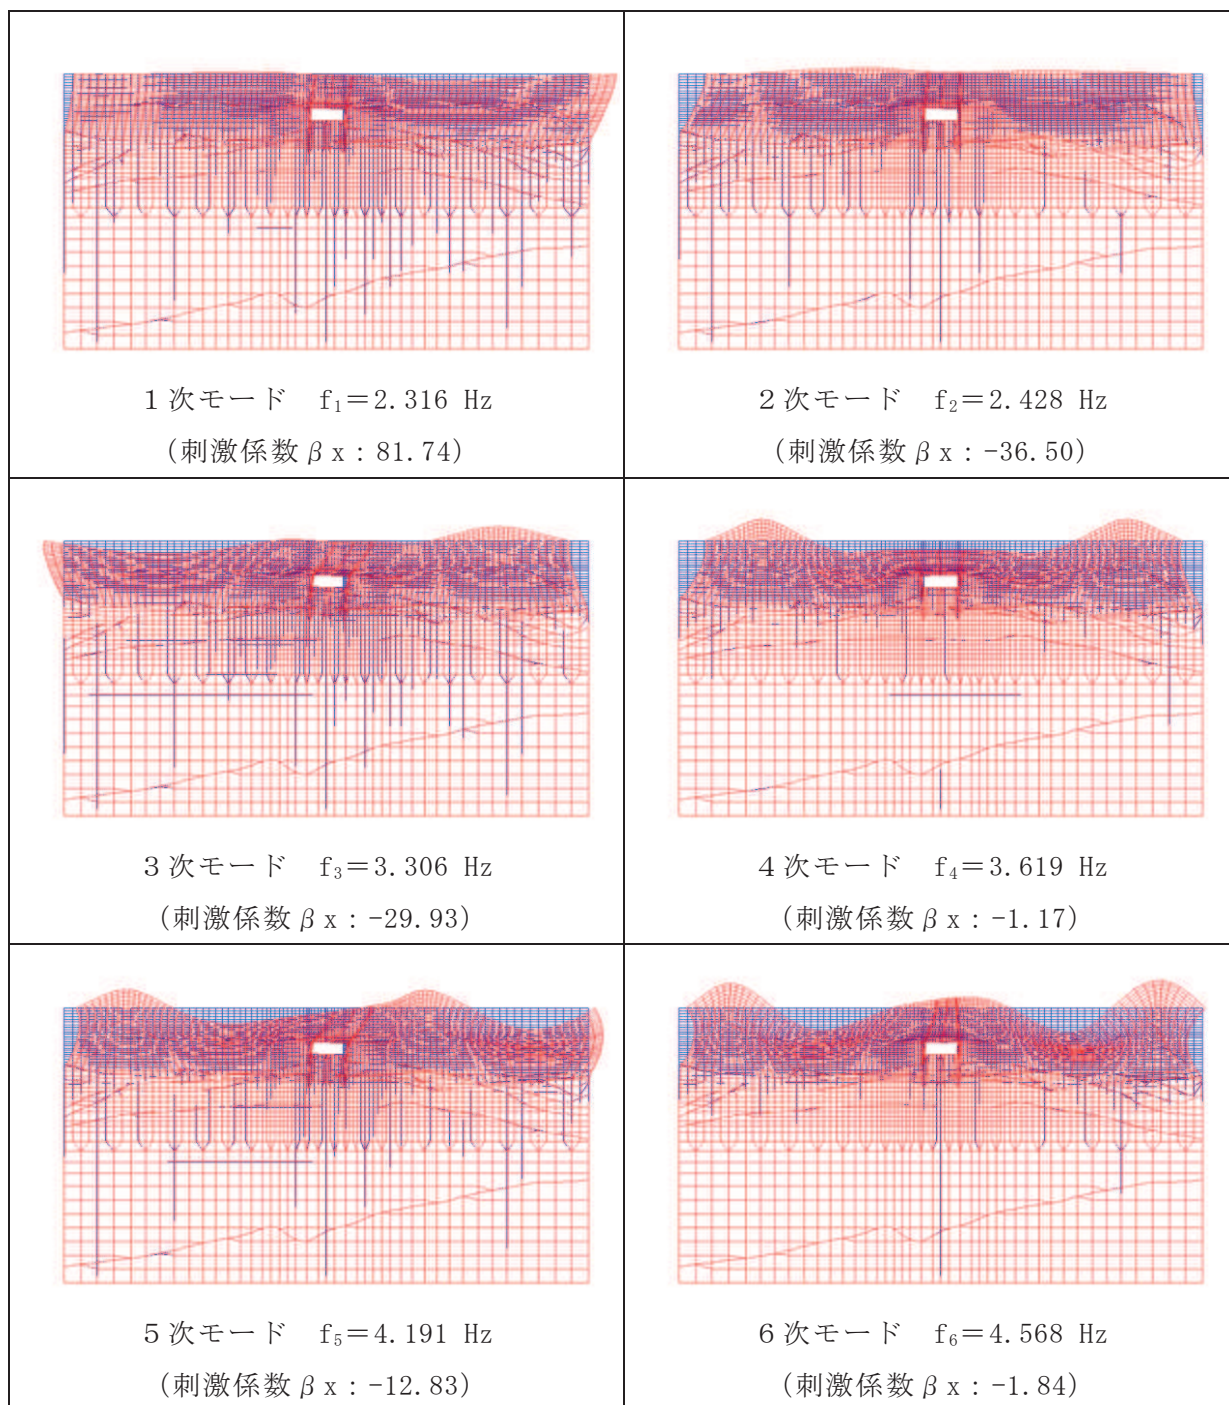 1次モード　f₁＝2.316 Hz
(刺激係数βx：81.74)
2次モード　f₂＝2.428 Hz
(刺激係数βx：-36.50)
3次モード　f₃＝3.306 Hz
(刺激係数βx：-29.93)
4次モード　f₄＝3.619 Hz
(刺激係数βx：-1.17)
5次モード　f₅＝4.191 Hz
(刺激係数βx：-12.83)
6次モード　f₆＝4.568 Hz
(刺激係数βx：-1.84)